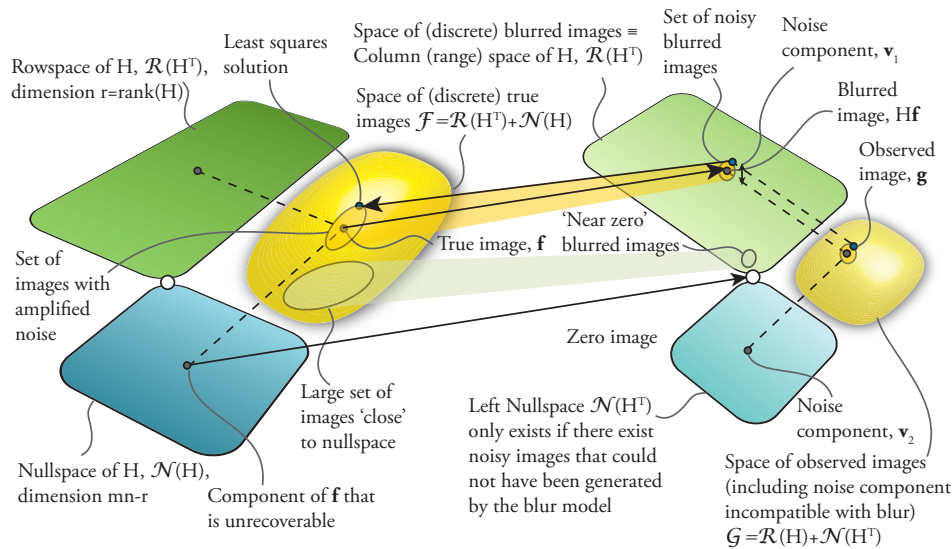 Rowspace of H, ℛ(Hᵀ),
dimension r=rank(H)
Least squares
solution
Space of (discrete) blurred images ≡
Column (range) space of H, ℛ(Hᵀ)
Set of noisy
blurred
images
Noise
component, v₁
Space of (discrete) true
images ℱ=ℛ(Hᵀ)+𝒩(H)
Blurred
image, Hf
Observed
image, g
Set of
images with
amplified
noise
True image, f
'Near zero'
blurred images
Zero image
Large set of
images 'close'
to nullspace
Left Nullspace 𝒩(Hᵀ)
only exists if there exist
noisy images that could
not have been generated
by the blur model
Noise
component, v₂
Nullspace of H, 𝒩(H),
dimension mn-r
Component of f that
is unrecoverable
Space of observed images
(including noise component
incompatible with blur)
𝒢=ℛ(H)+𝒩(Hᵀ)